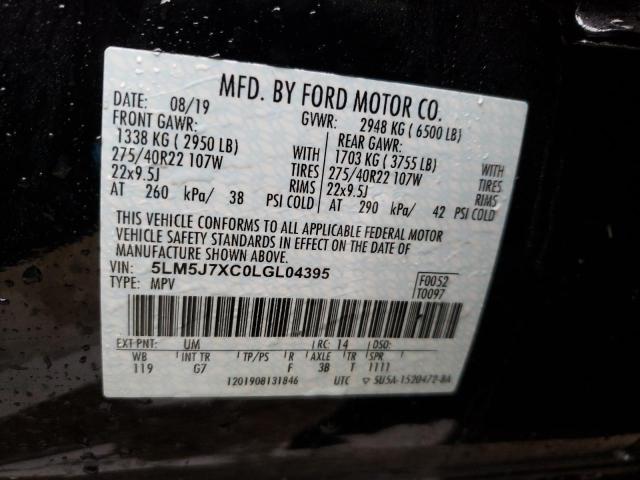 MFD. BY FORD MOTOR CO.
DATE: 08/19 GVWR: 2948 KG ( 6500 LB)
FRONT GAWR: REAR GAWR:
1338 KG ( 2950 LB) WITH 1703 KG ( 3755 LB) WITH
275/40R22 107W TIRES 275/40R22 107W TIRES
22x9.5J RIMS 22x9.5J RIMS
AT 260 kPa/ 38 PSI COLD AT 290 kPa/ 42 PSI COLD
THIS VEHICLE CONFORMS TO ALL APPLICABLE FEDERAL MOTOR
VEHICLE SAFETY STANDARDS IN EFFECT ON THE DATE OF
MANUFACTURE SHOWN ABOVE.
VIN: 5LM5J7XC0LGL04395 F0052
TYPE: MPV T0097
EXT PNT: UM RC: 14 DSO:
WB INT TR TP/PS R AXLE TR SPR
119 G7 F 3B T 1111
1201908131846 UTC 5U5A-1520472-BA